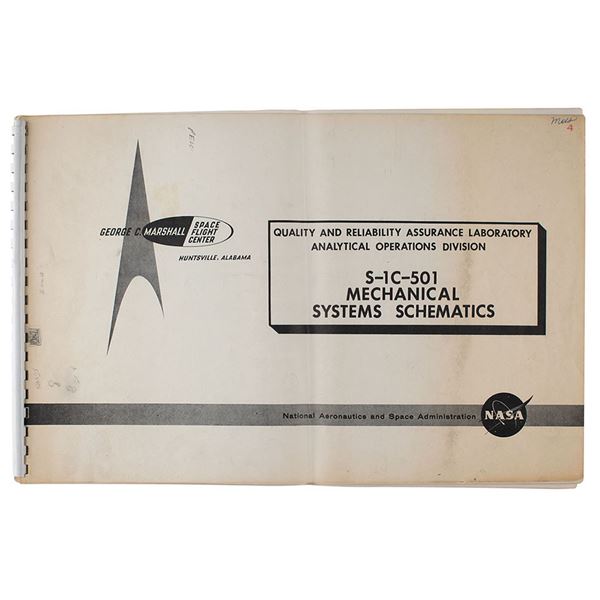 4
GEORGE C. MARSHALL SPACE FLIGHT CENTER
HUNTSVILLE, ALABAMA
QUALITY AND RELIABILITY ASSURANCE LABORATORY
ANALYTICAL OPERATIONS DIVISION
S-1C-501
MECHANICAL
SYSTEMS SCHEMATICS
National Aeronautics and Space Administration
NASA